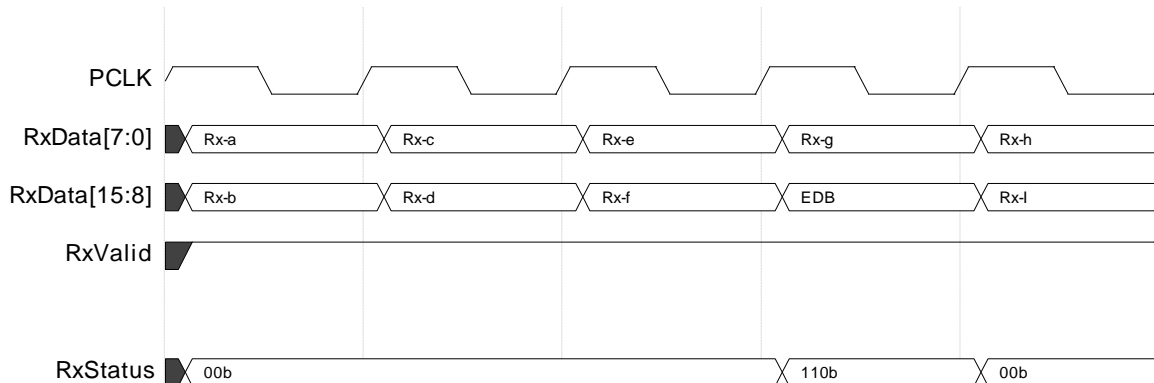 PCLK
RxData[7:0] Rx-a Rx-c Rx-e Rx-g Rx-h
RxData[15:8] Rx-b Rx-d Rx-f EDB Rx-I
RxValid
RxStatus 00b 110b 00b